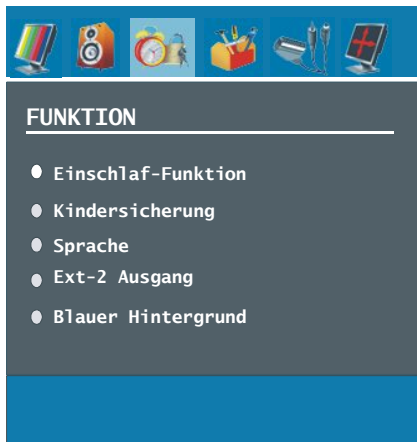 FUNKTION
Einschlaf-Funktion
Kindersicherung
Sprache
Ext-2 Ausgang
Blauer Hintergrund